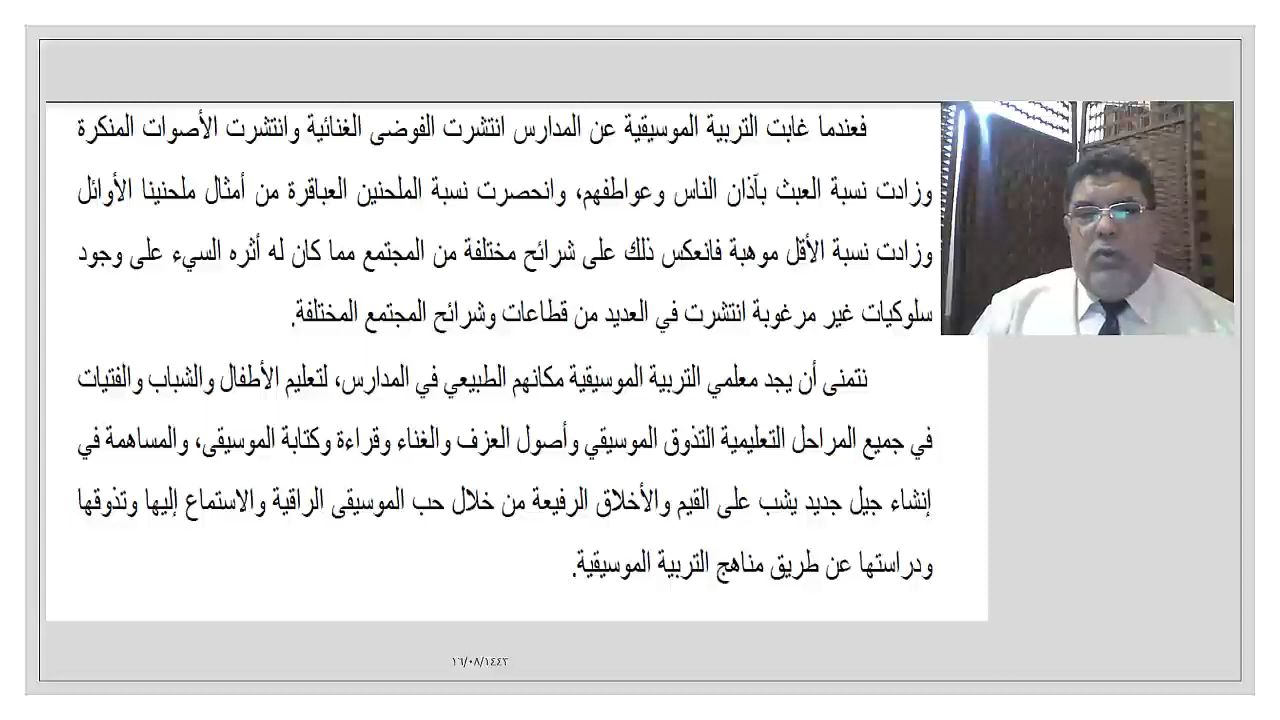 فعندما غابت التربية الموسيقية عن المدارس انتشرت الفوضى الغنائية وانتشرت الأصوات المنكرة
وزادت نسبة العبث بآذان الناس وعواطفهم، وانحصرت نسبة الملحنين العباقرة من أمثال ملحنينا الأوائل
وزادت نسبة الأقل موهبة فانعكس ذلك على شرائح مختلفة من المجتمع مما كان له أثره السيء على وجود
سلوكيات غير مرغوبة انتشرت في العديد من قطاعات وشرائح المجتمع المختلفة.
نتمنى أن يجد معلمي التربية الموسيقية مكانهم الطبيعي في المدارس، لتعليم الأطفال والشباب والفتيات
في جميع المراحل التعليمية التذوق الموسيقي وأصول العزف والغناء وقراءة وكتابة الموسيقى، والمساهمة في
إنشاء جيل جديد يشب على القيم والأخلاق الرفيعة من خلال حب الموسيقى الراقية والاستماع إليها وتذوقها
ودراستها عن طريق مناهج التربية الموسيقية.
١٦/٠٨/١٤٤٣